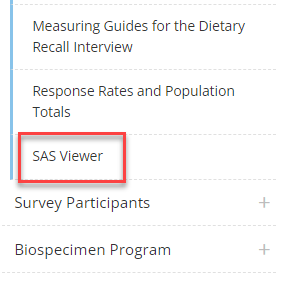 Measuring Guides for the Dietary
Recall Interview
Response Rates and Population
Totals
SAS Viewer
Survey Participants
Biospecimen Program